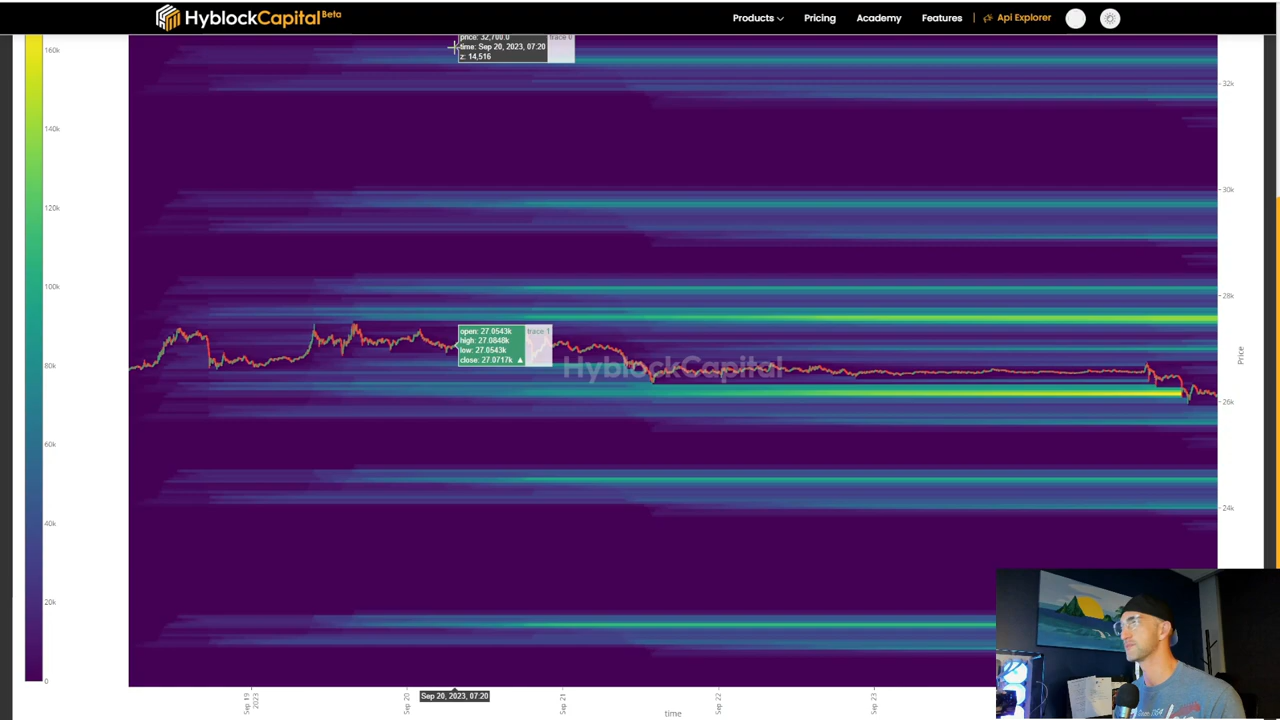 HyblockCapital Beta
Products
Pricing
Academy
Features
Api Explorer
price: 32,700.0
time: Sep 20, 2023, 07:20
z: 14,516
trace 0
160k
140k
120k
100k
80k
60k
40k
20k
0
open: 27.0543k
high: 27.0848k
low: 27.0543k
close: 27.0717k ▲
trace 1
HyblockCapital
32k
30k
28k
26k
24k
Price
Sep 19
2023
Sep 20
Sep 21
Sep 22
Sep 23
Sep 20, 2023, 07:20
time